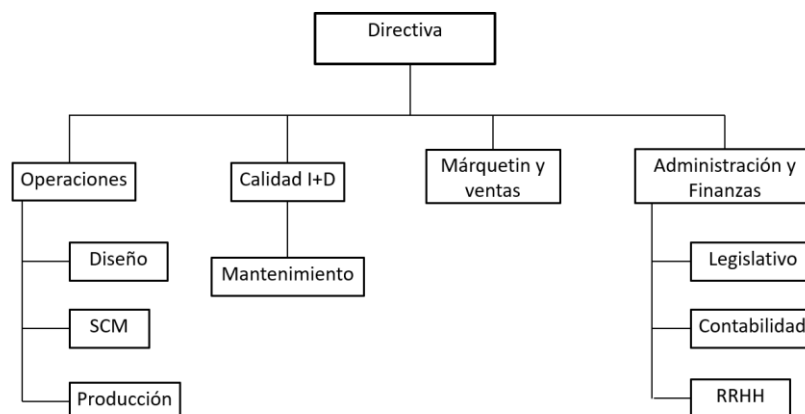 Directiva
Operaciones
Calidad I+D
Márquetin y
ventas
Administración y
Finanzas
Diseño
Mantenimiento
Legislativo
SCM
Contabilidad
Producción
RRHH